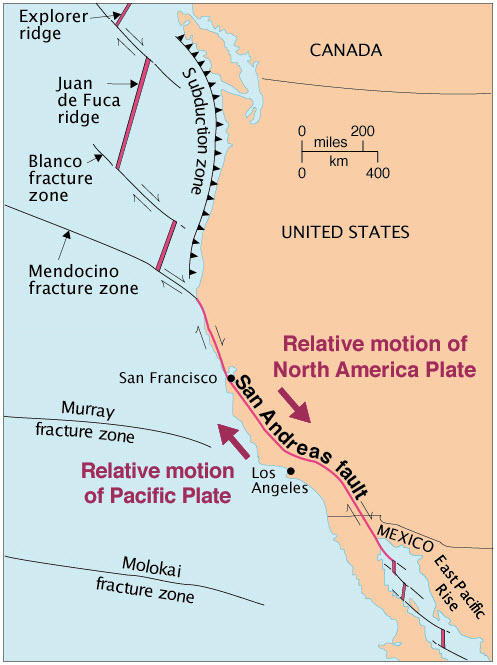 Explorer
ridge
CANADA
Juan
de Fuca
ridge
Subduction zone
0 200
miles
km
0 400
Blanco
fracture
zone
UNITED STATES
Mendocino
fracture zone
Relative motion of
North America Plate
San Francisco
San Andreas fault
Murray
fracture zone
Relative motion
of Pacific Plate
Los
Angeles
MEXICO
East Pacific
Rise
Molokai
fracture zone